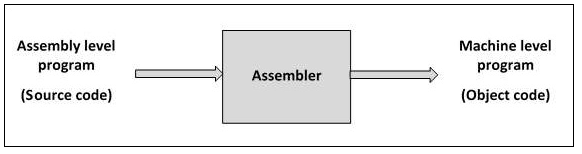 Assembly level
program
(Source code)
Assembler
Machine level
program
(Object code)